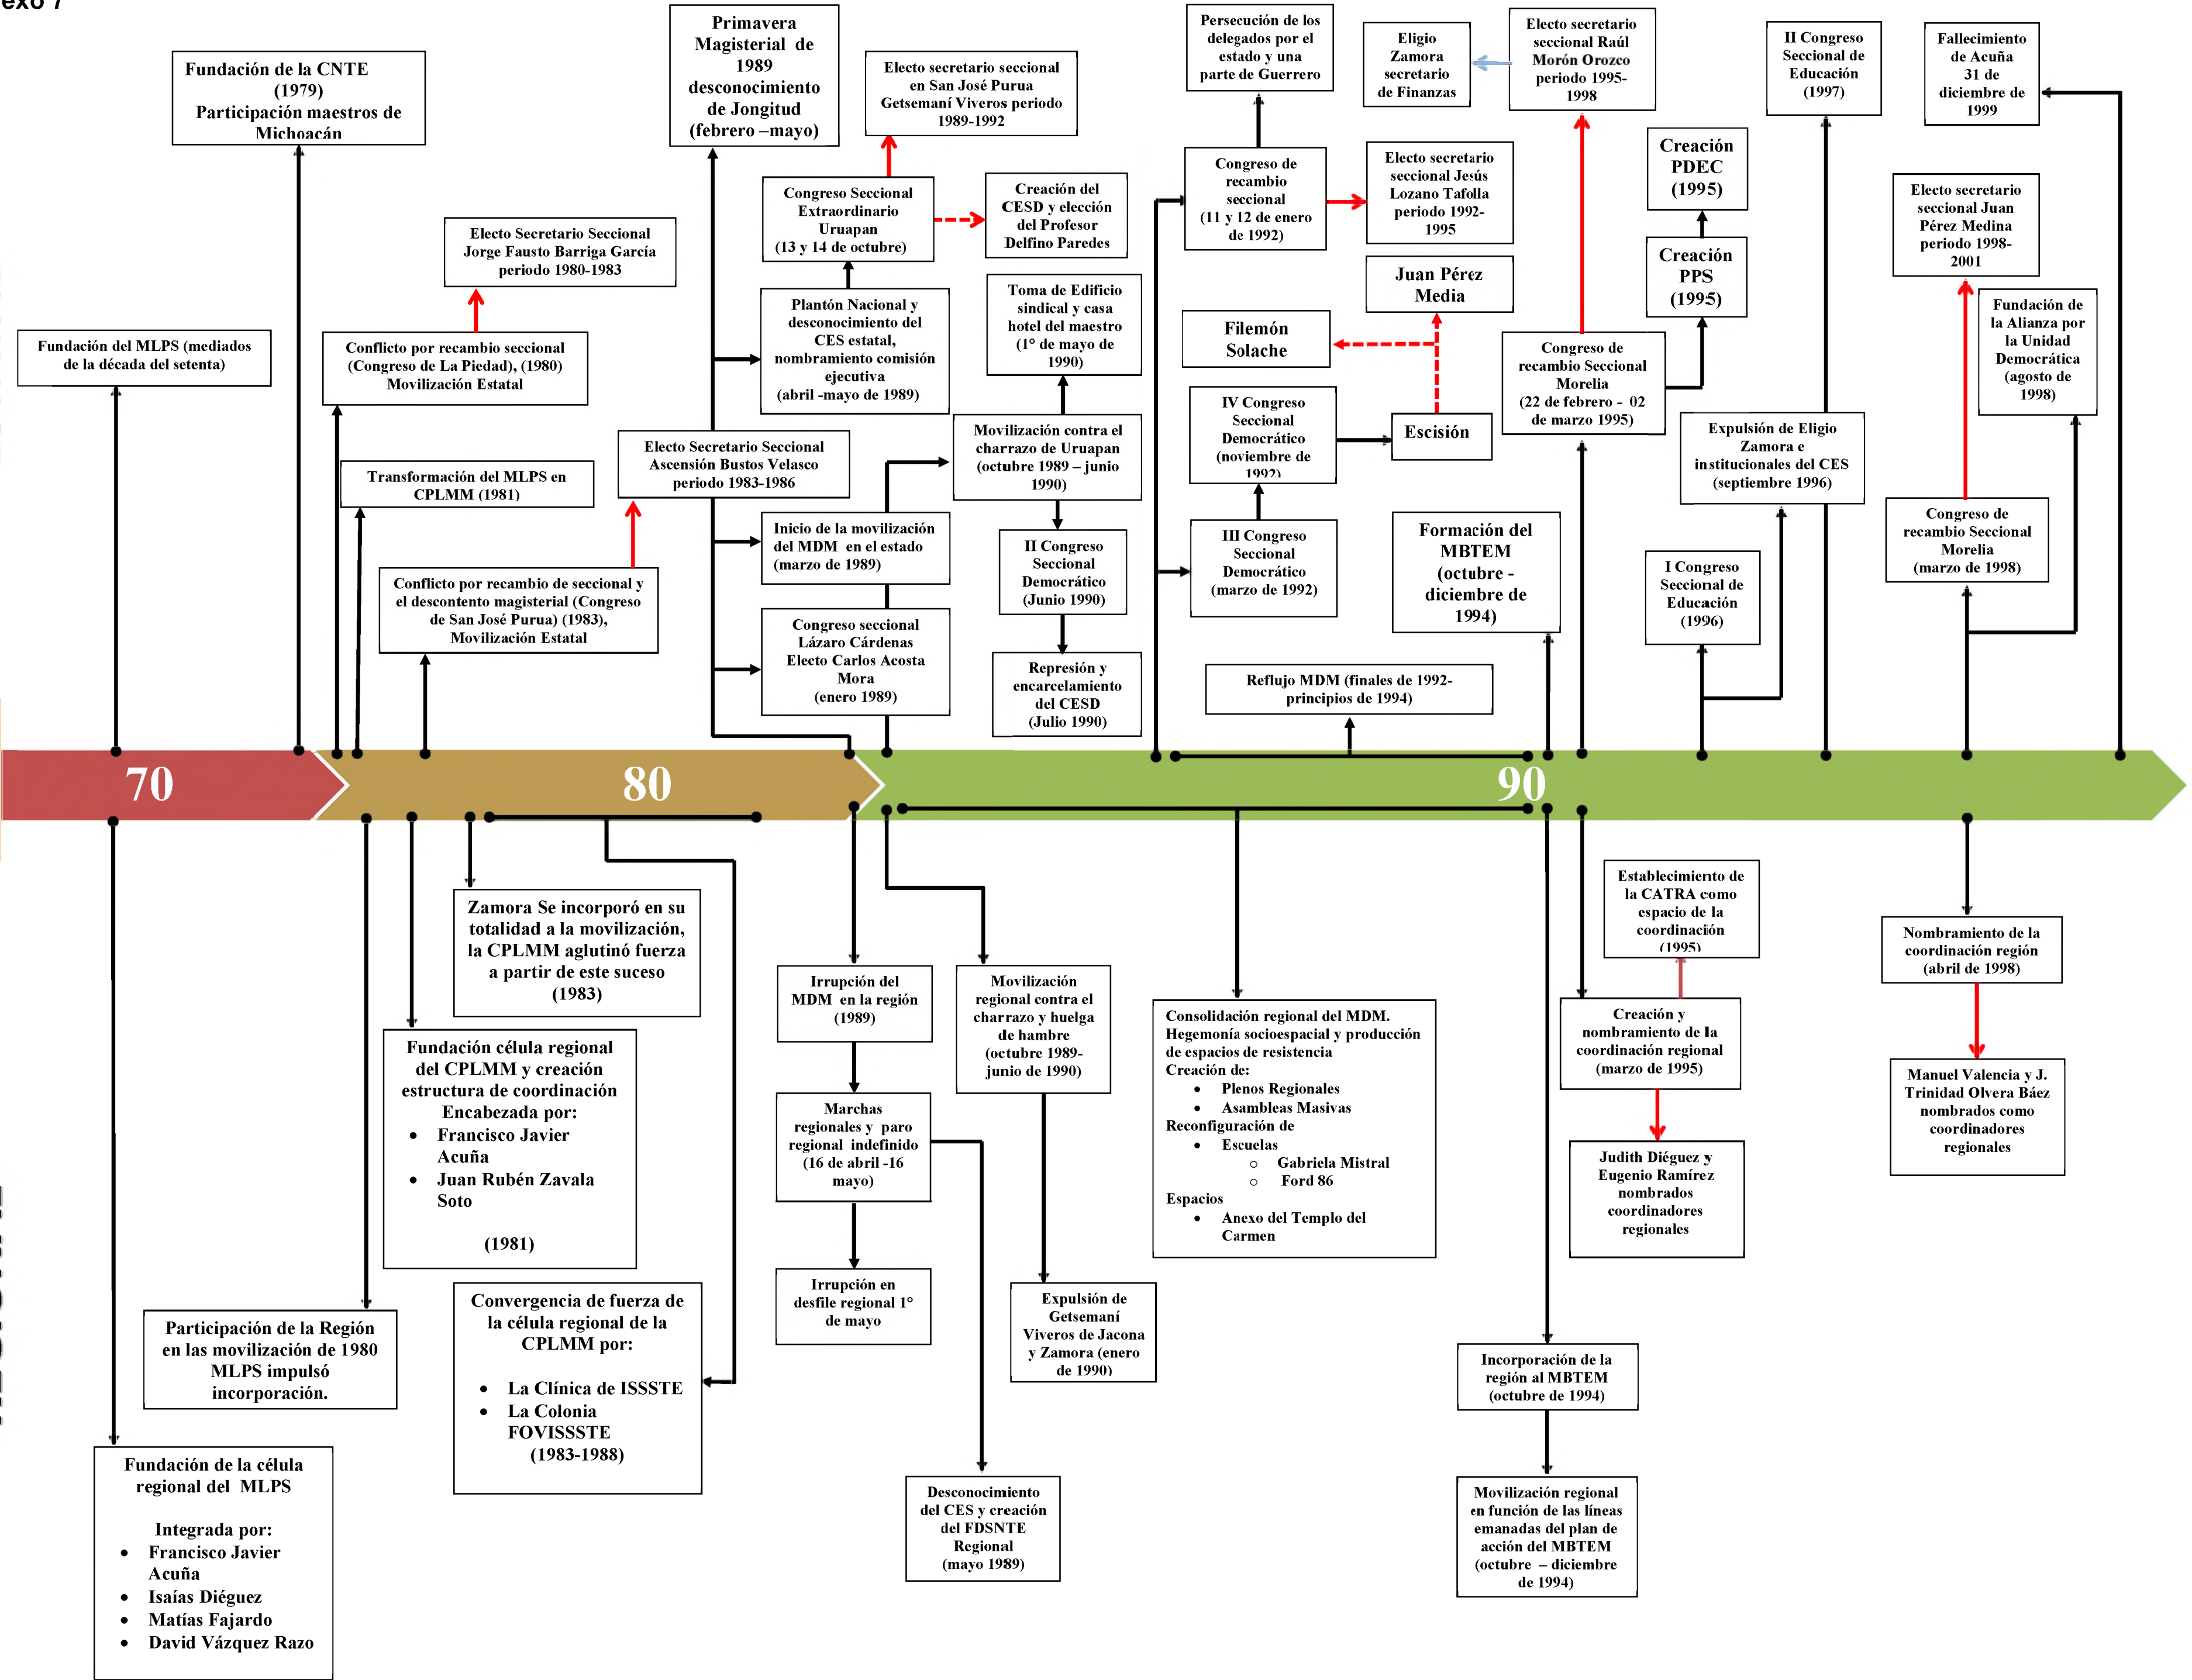 exo 7
Fundación de la CNTE
(1979)
Participación maestros de
Michoacán
Fundación del MLPS (mediados
de la década del setenta)
Electo Secretario Seccional
Jorge Fausto Barriga García
periodo 1980-1983
Conflicto por recambio seccional
(Congreso de La Piedad), (1980)
Movilización Estatal
Transformación del MLPS en
CPLMM (1981)
Conflicto por recambio de seccional y
el descontento magisterial (Congreso
de San José Purua) (1983),
Movilización Estatal
Electo Secretario Seccional
Ascensión Bustos Velasco
periodo 1983-1986
Primavera
Magisterial de
1989
desconocimiento
de Jongitud
(febrero –mayo)
Electo secretario seccional
en San José Purua
Getsemaní Viveros periodo
1989-1992
Congreso Seccional
Extraordinario
Uruapan
(13 y 14 de octubre)
Creación del
CESD y elección
del Profesor
Delfino Paredes
Plantón Nacional y
desconocimiento del
CES estatal,
nombramiento comisión
ejecutiva
(abril -mayo de 1989)
Toma de Edificio
sindical y casa
hotel del maestro
(1° de mayo de
1990)
Movilización contra el
charrazo de Uruapan
(octubre 1989 – junio
1990)
Inicio de la movilización
del MDM en el estado
(marzo de 1989)
II Congreso
Seccional
Democrático
(Junio 1990)
Congreso seccional
Lázaro Cárdenas
Electo Carlos Acosta
Mora
(enero 1989)
Represión y
encarcelamiento
del CESD
(Julio 1990)
Persecución de los
delegados por el
estado y una
parte de Guerrero
Congreso de
recambio
seccional
(11 y 12 de enero
de 1992)
Electo secretario
seccional Jesús
Lozano Tafolla
periodo 1992-
1995
Juan Pérez
Media
Filemón
Solache
IV Congreso
Seccional
Democrático
(noviembre de
1992)
Escisión
III Congreso
Seccional
Democrático
(marzo de 1992)
Reflujo MDM (finales de 1992-
principios de 1994)
Formación del
MBTEM
(octubre -
diciembre de
1994)
Eligio
Zamora
secretario
de Finanzas
Electo secretario
seccional Raúl
Morón Orozco
periodo 1995-
1998
Creación
PDEC
(1995)
Creación
PPS
(1995)
Congreso de
recambio Seccional
Morelia
(22 de febrero - 02
de marzo 1995)
II Congreso
Seccional de
Educación
(1997)
Expulsión de Eligio
Zamora e
institucionales del CES
(septiembre 1996)
I Congreso
Seccional de
Educación
(1996)
Fallecimiento
de Acuña
31 de
diciembre de
1999
Electo secretario
seccional Juan
Pérez Medina
periodo 1998-
2001
Fundación de
la Alianza por
la Unidad
Democrática
(agosto de
1998)
Congreso de
recambio Seccional
Morelia
(marzo de 1998)
70
80
90
Fundación de la célula
regional del MLPS
Integrada por:
• Francisco Javier
Acuña
• Isaías Diéguez
• Matías Fajardo
• David Vázquez Razo
Participación de la Región
en las movilización de 1980
MLPS impulsó
incorporación.
Fundación célula regional
del CPLMM y creación
estructura de coordinación
Encabezada por:
• Francisco Javier
Acuña
• Juan Rubén Zavala
Soto
(1981)
Zamora Se incorporó en su
totalidad a la movilización,
la CPLMM aglutinó fuerza
a partir de este suceso
(1983)
Convergencia de fuerza de
la célula regional de la
CPLMM por:
• La Clínica de ISSSTE
• La Colonia
FOVISSSTE
(1983-1988)
Irrupción del
MDM en la región
(1989)
Marchas
regionales y paro
regional indefinido
(16 de abril -16
mayo)
Irrupción en
desfile regional 1°
de mayo
Desconocimiento
del CES y creación
del FDSNTE
Regional
(mayo 1989)
Movilización
regional contra el
charrazo y huelga
de hambre
(octubre 1989-
junio de 1990)
Expulsión de
Getsemaní
Viveros de Jacona
y Zamora (enero
de 1990)
Consolidación regional del MDM.
Hegemonía socioespacial y producción
de espacios de resistencia
Creación de:
• Plenos Regionales
• Asambleas Masivas
Reconfiguración de
• Escuelas
o Gabriela Mistral
o Ford 86
Espacios
• Anexo del Templo del
Carmen
Incorporación de la
región al MBTEM
(octubre de 1994)
Movilización regional
en función de las líneas
emanadas del plan de
acción del MBTEM
(octubre – diciembre
de 1994)
Establecimiento de
la CATRA como
espacio de la
coordinación
(1995)
Creación y
nombramiento de la
coordinación regional
(marzo de 1995)
Judith Diéguez y
Eugenio Ramírez
nombrados
coordinadores
regionales
Nombramiento de la
coordinación región
(abril de 1998)
Manuel Valencia y J.
Trinidad Olvera Báez
nombrados como
coordinadores
regionales